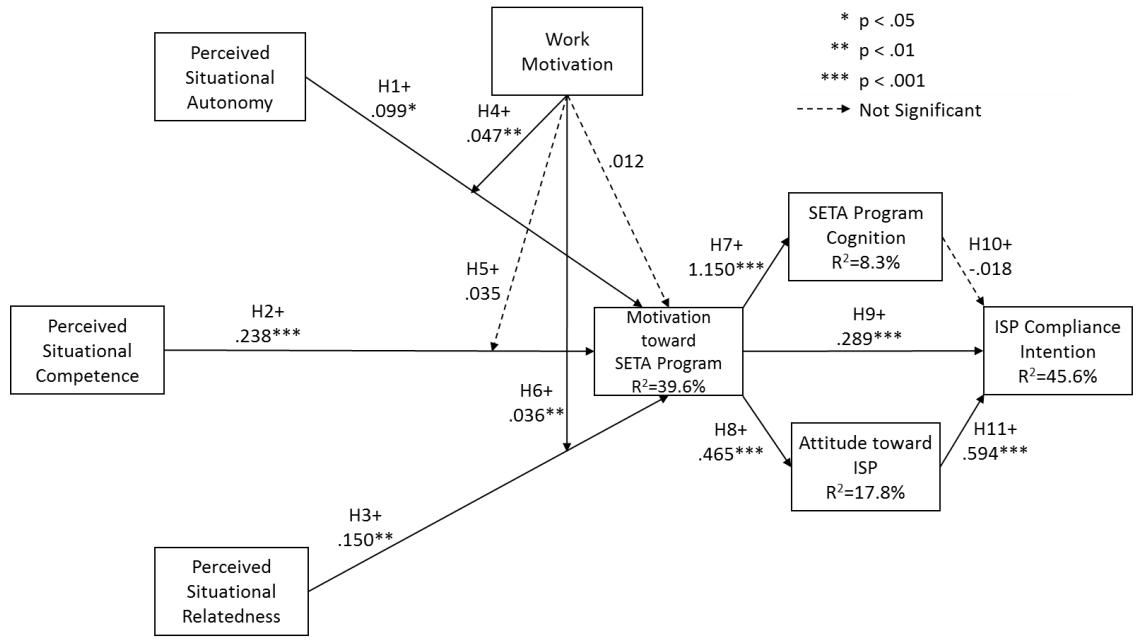 Perceived
Situational
Autonomy
Work
Motivation
* p < .05
** p < .01
*** p < .001
Not Significant
H1+
.099*
H4+
.047**
.012
SETA Program
Cognition
R²=8.3%
H5+
.035
H7+
1.150***
H10+
-.018
Perceived
Situational
Competence
H2+
.238***
Motivation
toward
SETA Program
R²=39.6%
H9+
.289***
ISP Compliance
Intention
R²=45.6%
H6+
.036**
H8+
.465***
Attitude toward
ISP
R²=17.8%
H11+
.594***
H3+
.150**
Perceived
Situational
Relatedness